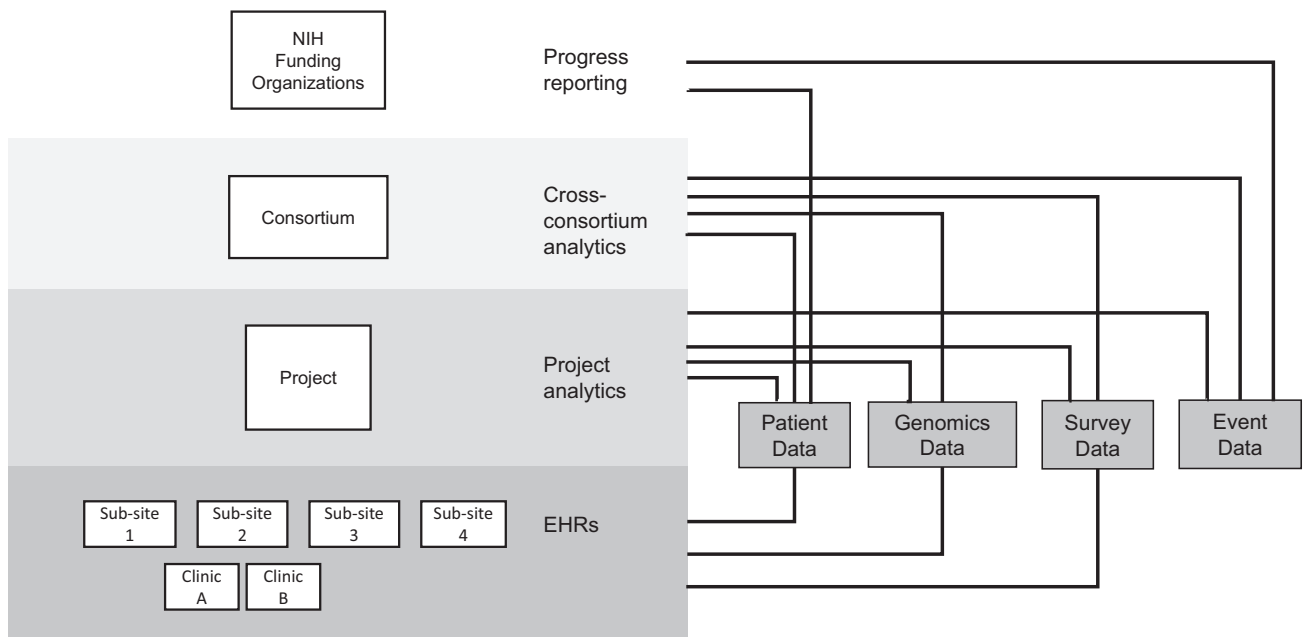 NIH
Funding
Organizations
Progress
reporting
Consortium
Cross-
consortium
analytics
Project
Project
analytics
Patient
Data
Genomics
Data
Survey
Data
Event
Data
Sub-site
1
Sub-site
2
Sub-site
3
Sub-site
4
EHRs
Clinic
A
Clinic
B